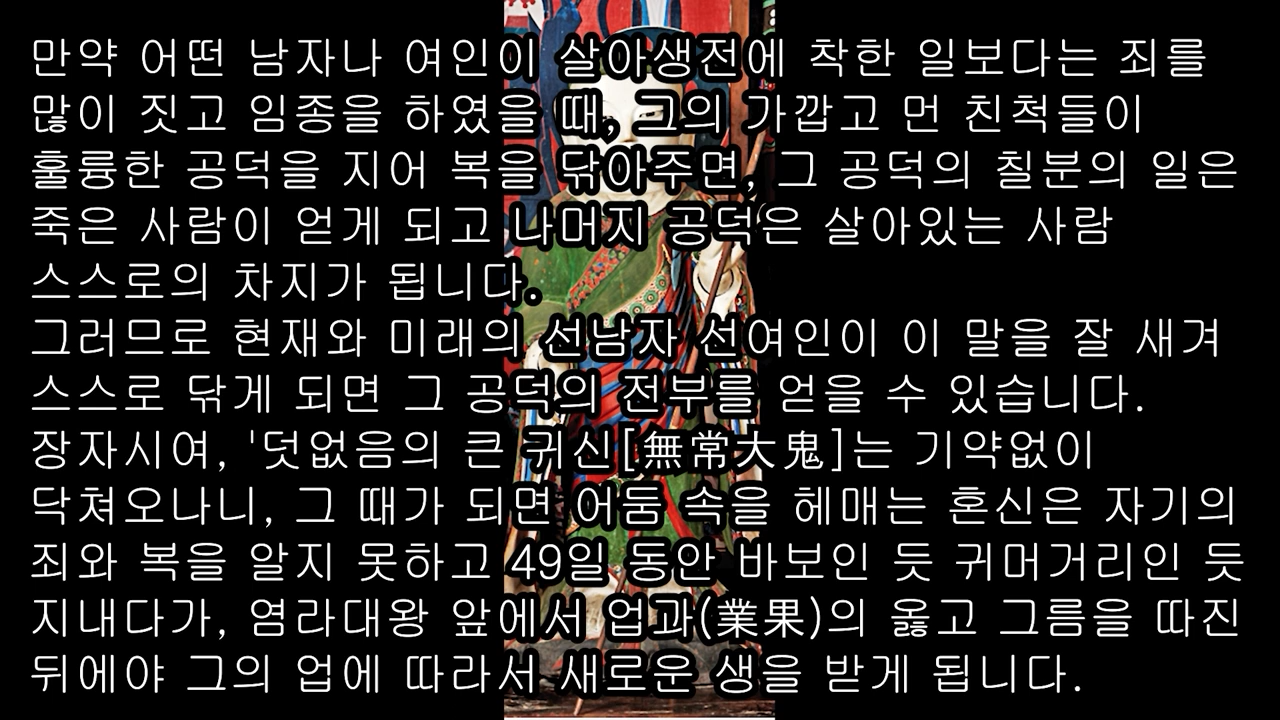 만약 어떤 남자나 여인이 살아생전에 착한 일보다는 죄를
많이 짓고 임종을 하였을 때, 그의 가깝고 먼 친척들이
훌륭한 공덕을 지어 복을 닦아주면, 그 공덕의 칠분의 일은
죽은 사람이 얻게 되고 나머지 공덕은 살아있는 사람
스스로의 차지가 됩니다.
그러므로 현재와 미래의 선남자 선여인이 이 말을 잘 새겨
스스로 닦게 되면 그 공덕의 전부를 얻을 수 있습니다.
장자시여, '덧없음의 큰 귀신[無常大鬼]는 기약없이
닥쳐오나니, 그 때가 되면 어둠 속을 헤매는 혼신은 자기의
죄와 복을 알지 못하고 49일 동안 바보인 듯 귀머거리인 듯
지내다가, 염라대왕 앞에서 업과(業果)의 옳고 그름을 따진
뒤에야 그의 업에 따라서 새로운 생을 받게 됩니다.